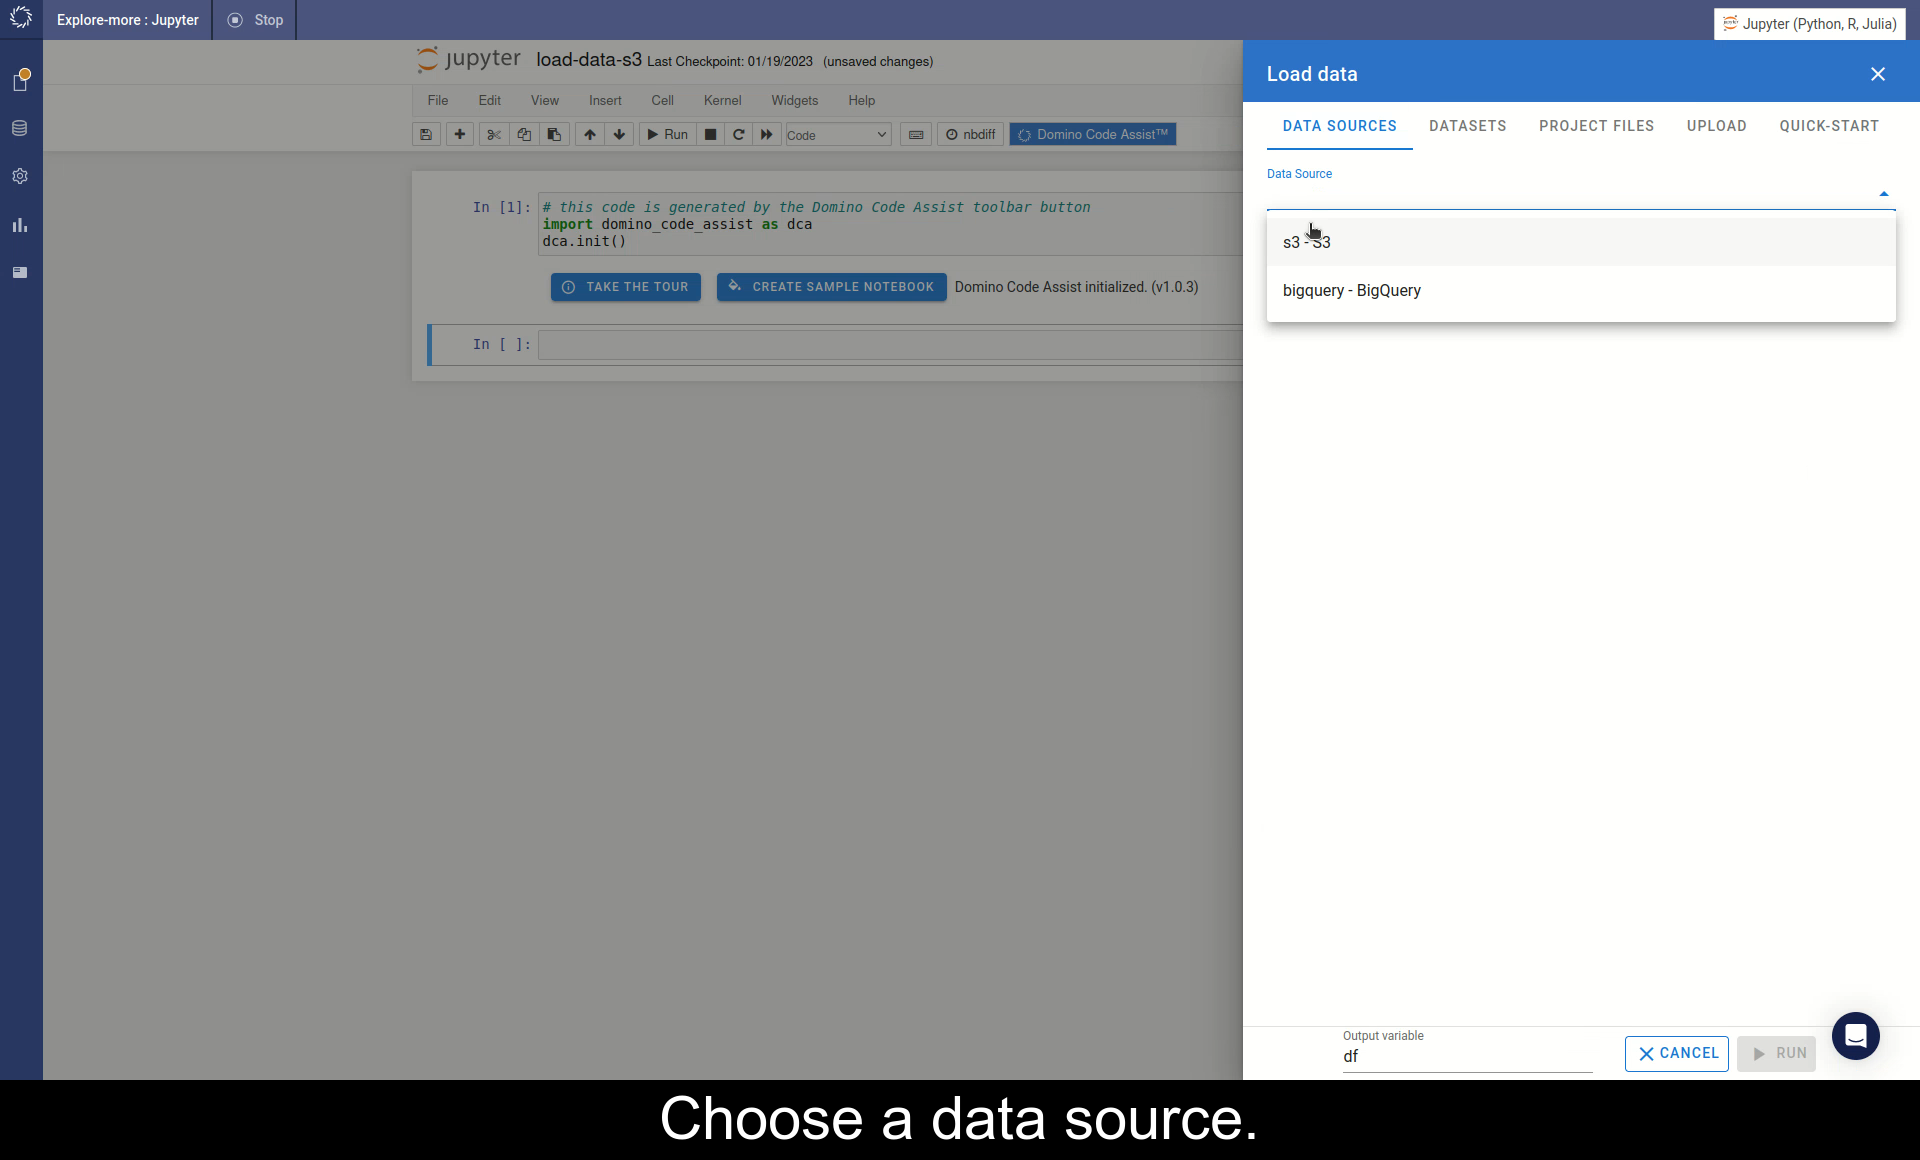 Explore-more : Jupyter
Stop
Jupyter (Python, R, Julia)
jupyter load-data-s3 Last Checkpoint: 01/19/2023 (unsaved changes)
File Edit View Insert Cell Kernel Widgets Help
Run Code nbdiff Domino Code Assist™
In [1]: # this code is generated by the Domino Code Assist toolbar button
import domino_code_assist as dca
dca.init()
TAKE THE TOUR CREATE SAMPLE NOTEBOOK Domino Code Assist initialized. (v1.0.3)
In [ ]:
Load data
DATA SOURCES DATASETS PROJECT FILES UPLOAD QUICK-START
Data Source
s3 - S3
bigquery - BigQuery
Output variable
df
CANCEL RUN
Choose a data source.